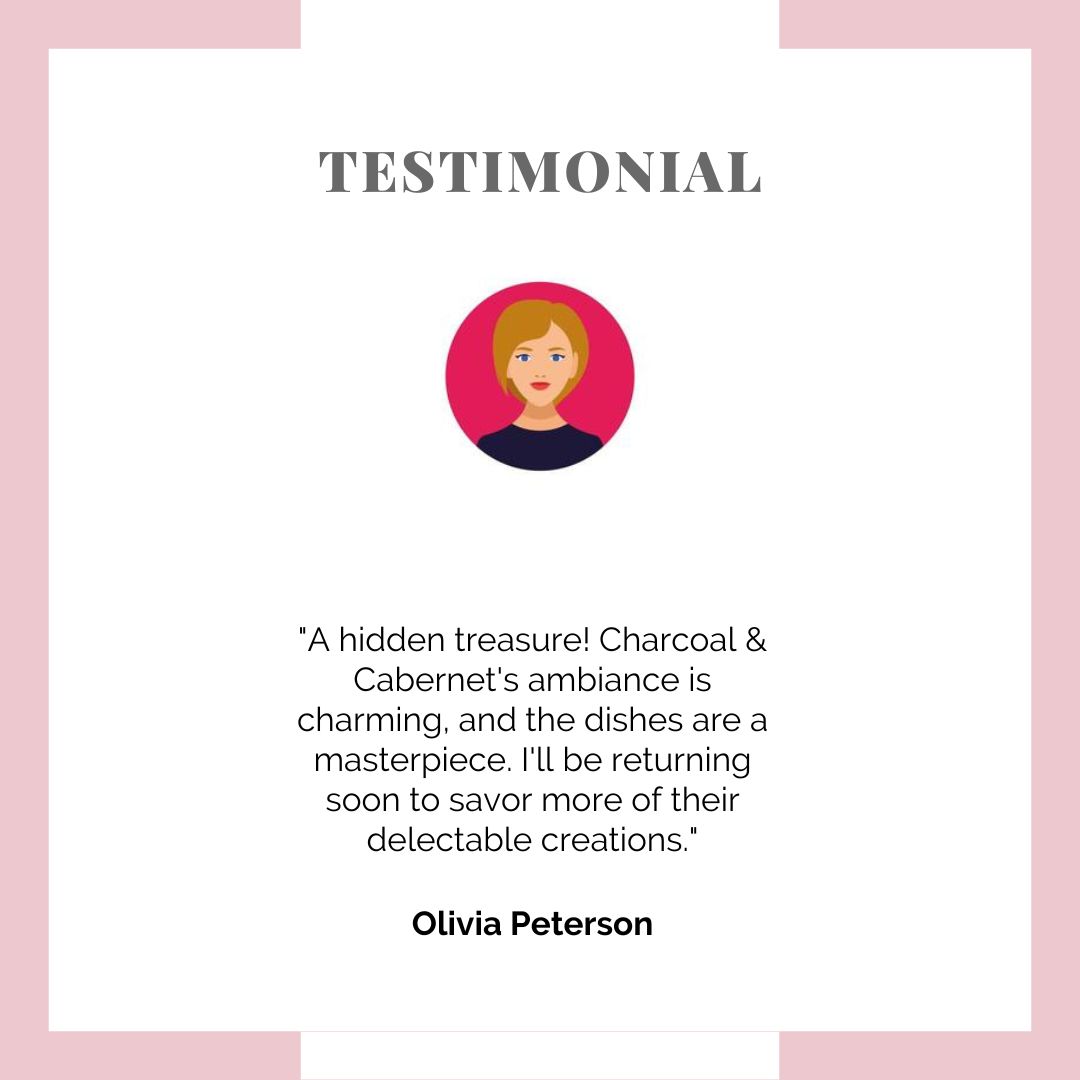 TESTIMONIAL
"A hidden treasure! Charcoal &
Cabernet's ambiance is
charming, and the dishes are a
masterpiece. I'll be returning
soon to savor more of their
delectable creations."
Olivia Peterson